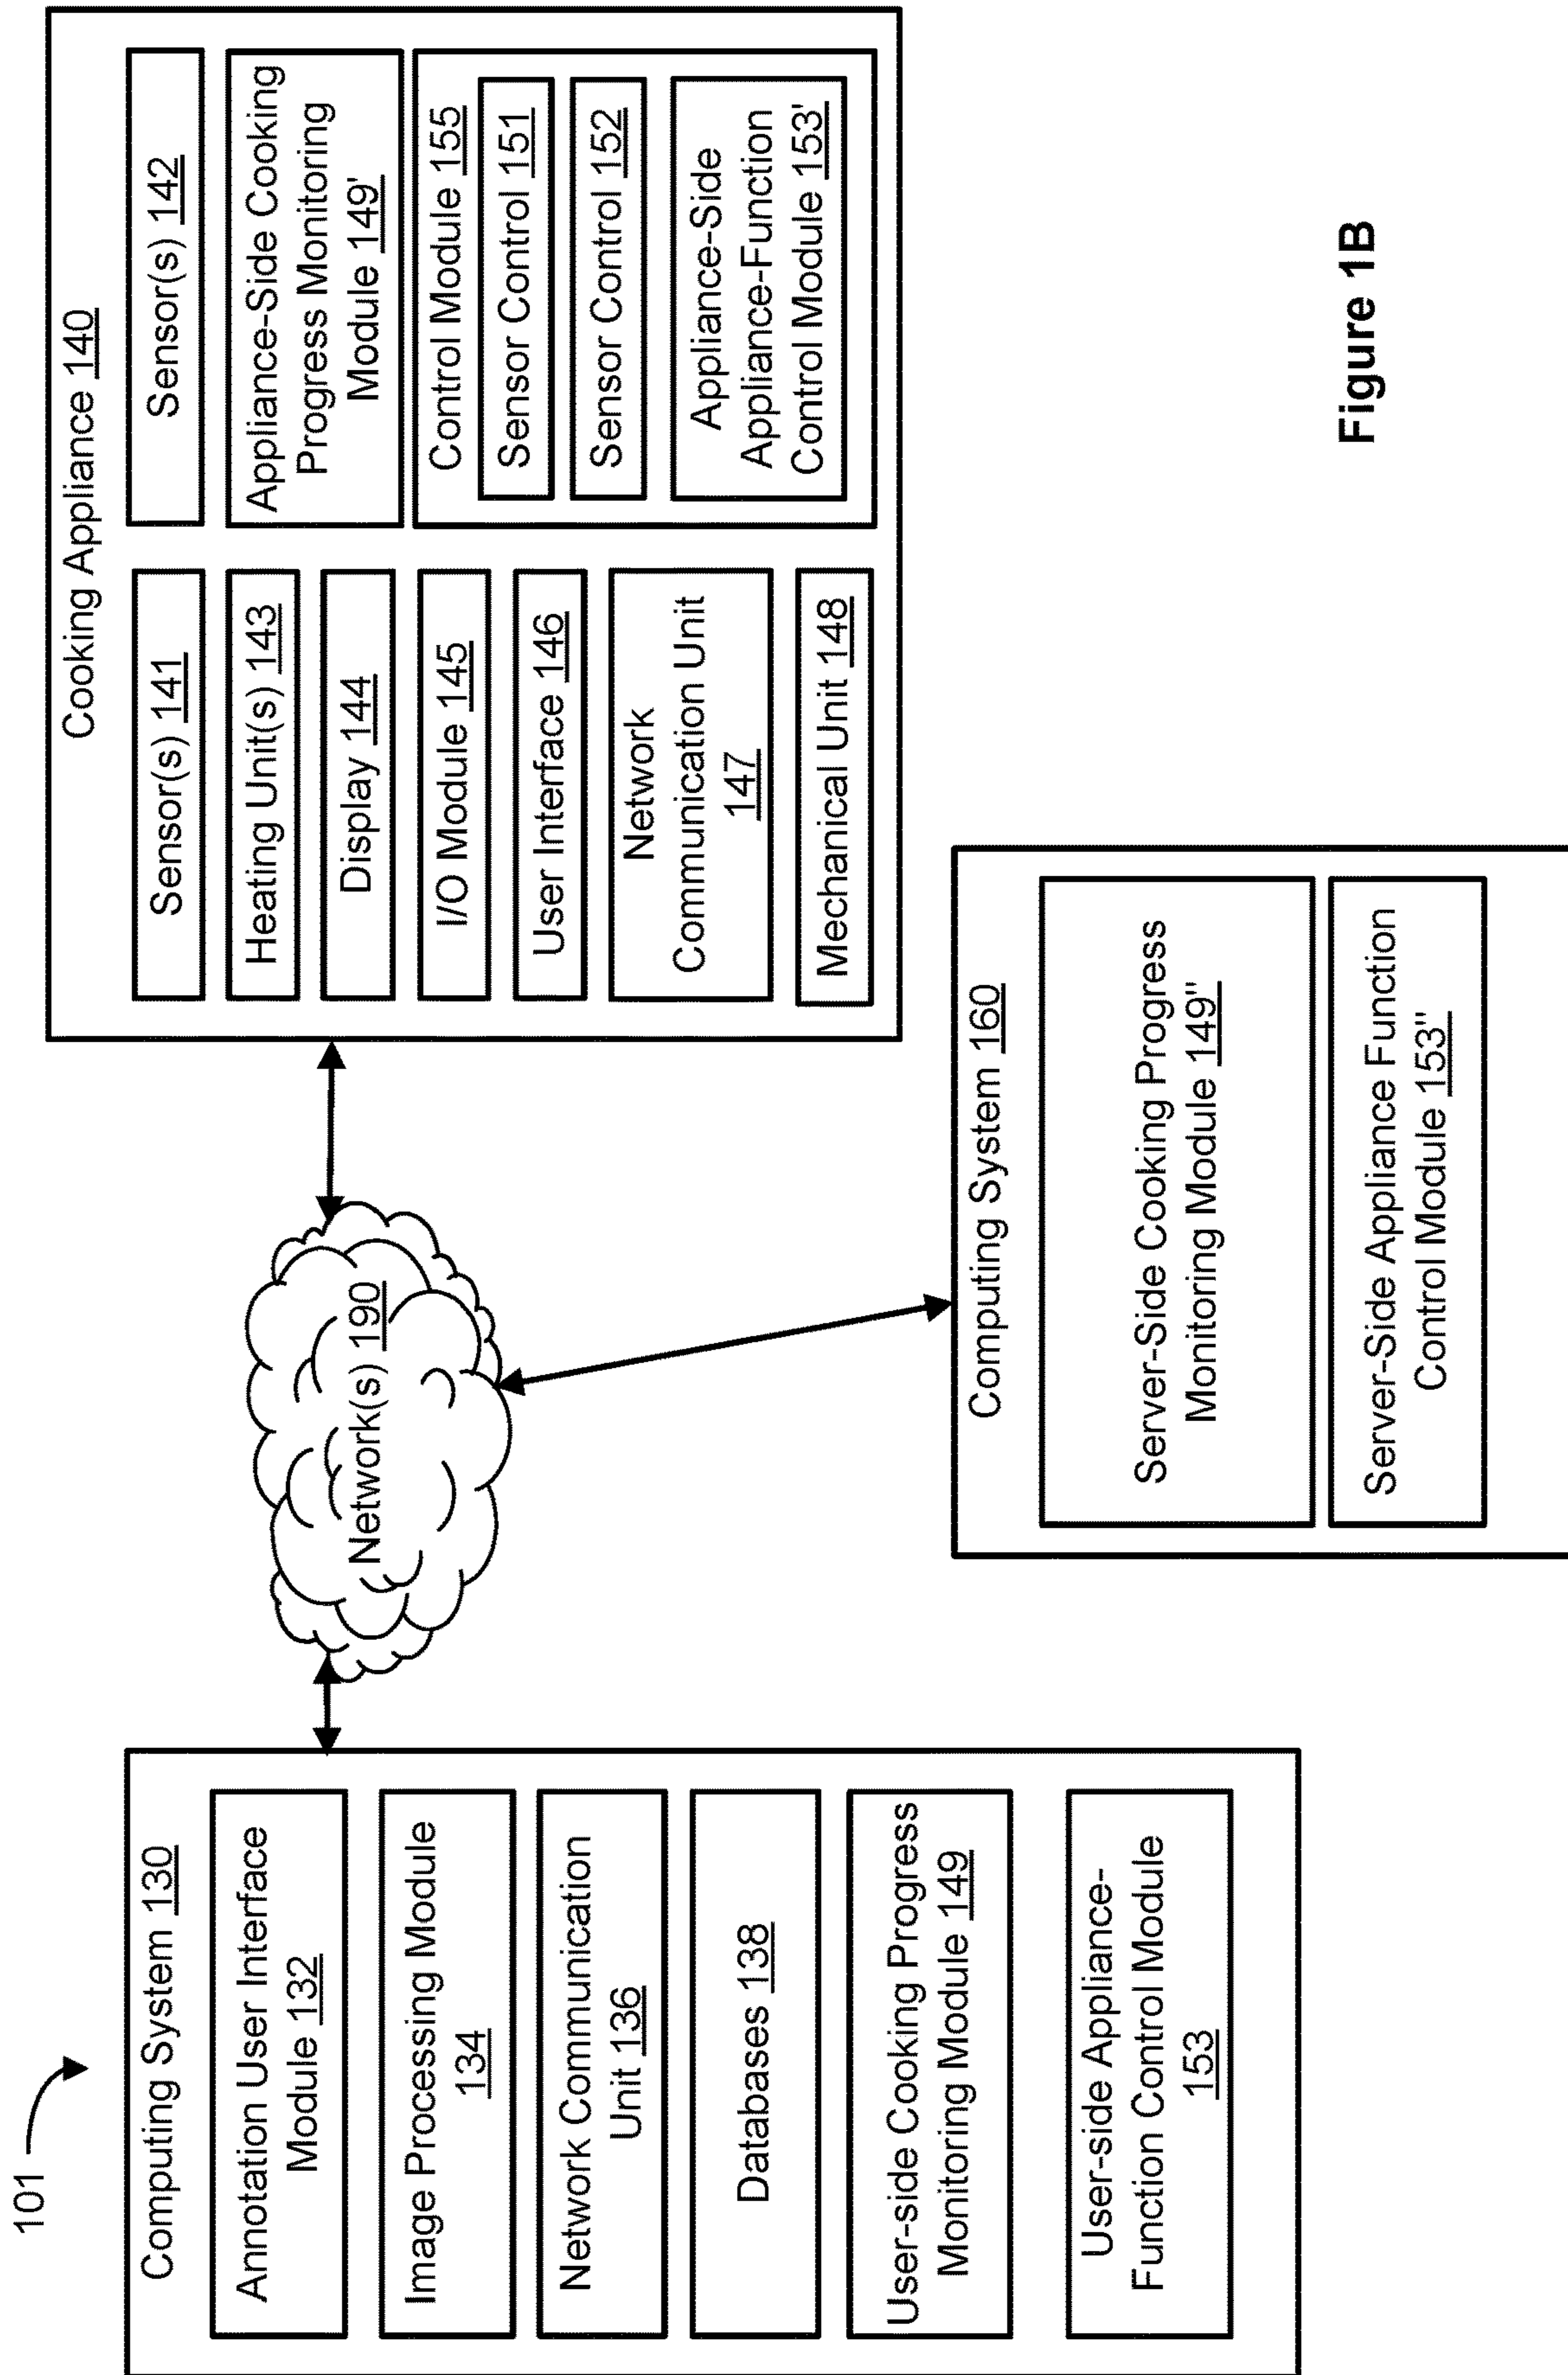 101
Computing System 130
Annotation User Interface
Module 132
Image Processing Module
134
Network Communication
Unit 136
Databases 138
User-side Cooking Progress
Monitoring Module 149
User-side Appliance-
Function Control Module
153
Network(s) 190
Computing System 160
Server-Side Cooking Progress
Monitoring Module 149"
Server-Side Appliance Function
Control Module 153"
Cooking Appliance 140
Sensor(s) 141
Heating Unit(s) 143
Display 144
I/O Module 145
User Interface 146
Network
Communication Unit
147
Mechanical Unit 148
Sensor(s) 142
Appliance-Side Cooking
Progress Monitoring
Module 149'
Control Module 155
Sensor Control 151
Sensor Control 152
Appliance-Side
Appliance-Function
Control Module 153'
Figure 1B